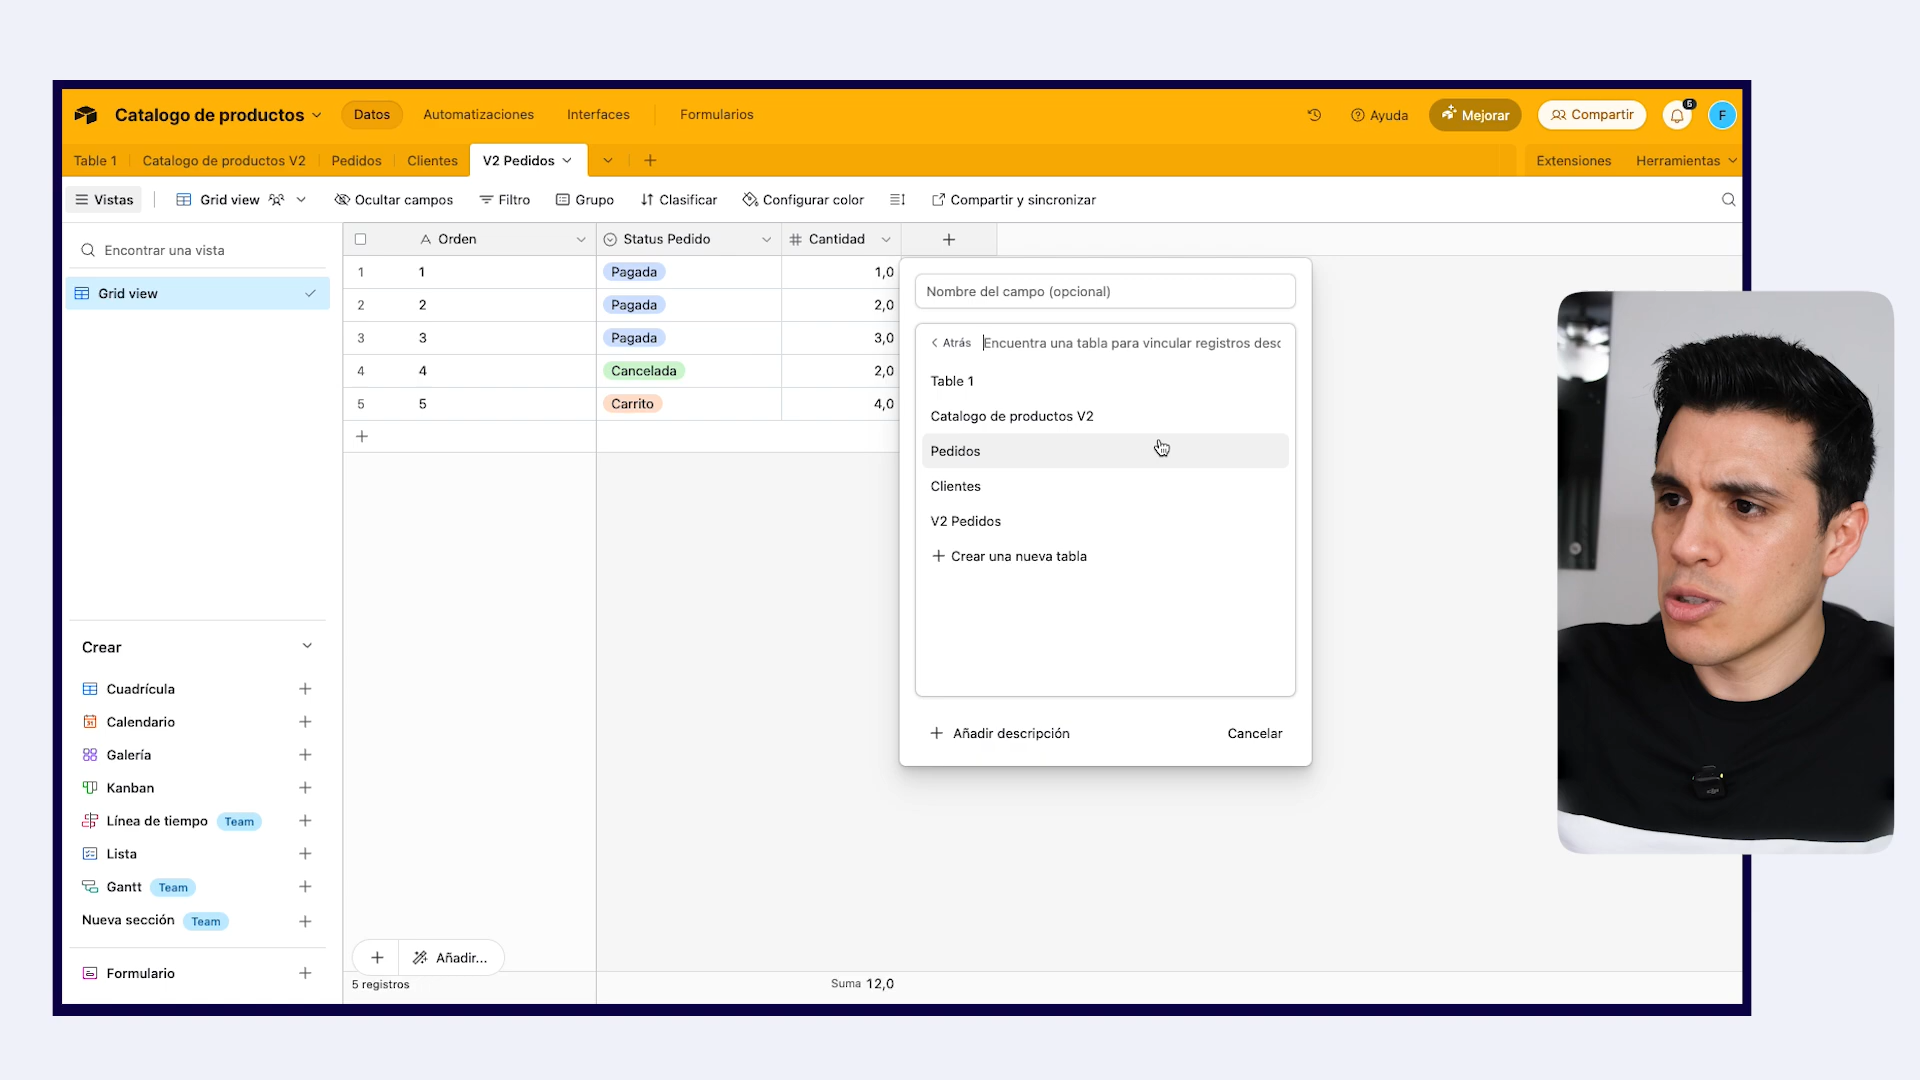 Catalogo de productos
Datos
Automatizaciones
Interfaces
Formularios
Ayuda
Mejorar
Compartir
6
F
Table 1
Catalogo de productos V2
Pedidos
Clientes
V2 Pedidos
Extensiones
Herramientas
Vistas
Grid view
Ocultar campos
Filtro
Grupo
Clasificar
Configurar color
Compartir y sincronizar
Encontrar una vista
Grid view
Crear
Cuadrícula
Calendario
Galería
Kanban
Línea de tiempo Team
Lista
Gantt Team
Nueva sección Team
Formulario
A Orden
Status Pedido
# Cantidad
1 1 Pagada 1,0
2 2 Pagada 2,0
3 3 Pagada 3,0
4 4 Cancelada 2,0
5 5 Carrito 4,0
Añadir...
5 registros
Suma 12,0
Nombre del campo (opcional)
Atrás
Encuentra una tabla para vincular registros desc
Table 1
Catalogo de productos V2
Pedidos
Clientes
V2 Pedidos
Crear una nueva tabla
Añadir descripción
Cancelar